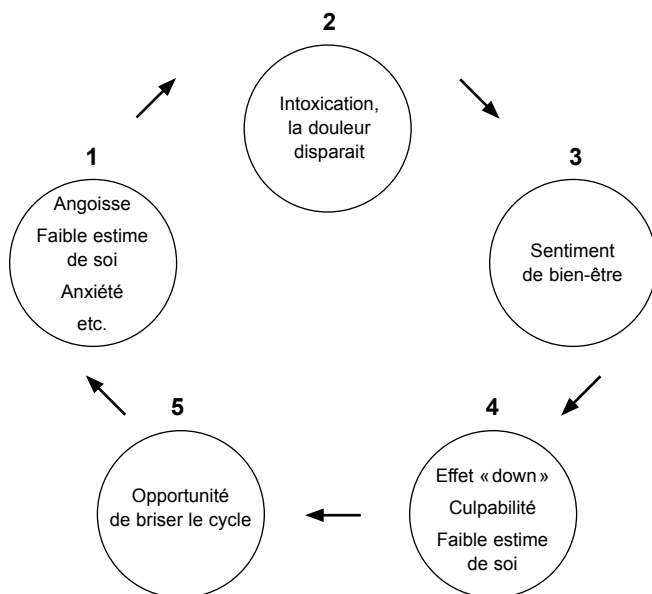 1
Angoisse
Faible estime
de soi
Anxiété
etc.
2
Intoxication,
la douleur
disparait
3
Sentiment
de bien-être
4
Effet «down»
Culpabilité
Faible estime
de soi
5
Opportunité
de briser le cycle